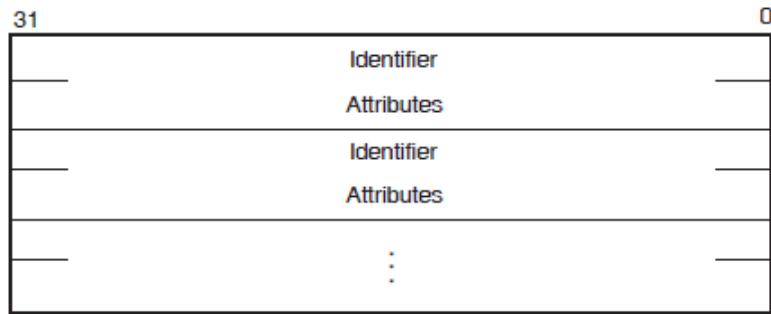 31 0
Identifier
Attributes
Identifier
Attributes
⋮